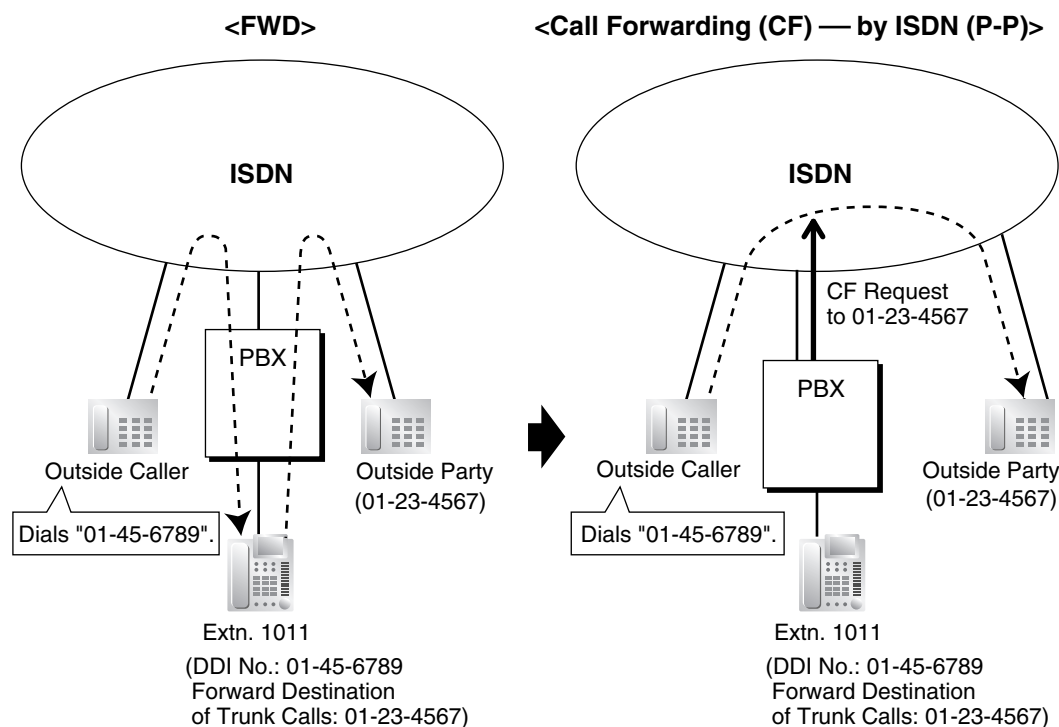 <FWD>
ISDN
PBX
Outside Caller
Dials "01-45-6789".
Outside Party
(01-23-4567)
Extn. 1011
(DDI No.: 01-45-6789
Forward Destination
of Trunk Calls: 01-23-4567)
<Call Forwarding (CF) — by ISDN (P-P)>
ISDN
CF Request
to 01-23-4567
PBX
Outside Caller
Dials "01-45-6789".
Outside Party
(01-23-4567)
Extn. 1011
(DDI No.: 01-45-6789
Forward Destination
of Trunk Calls: 01-23-4567)